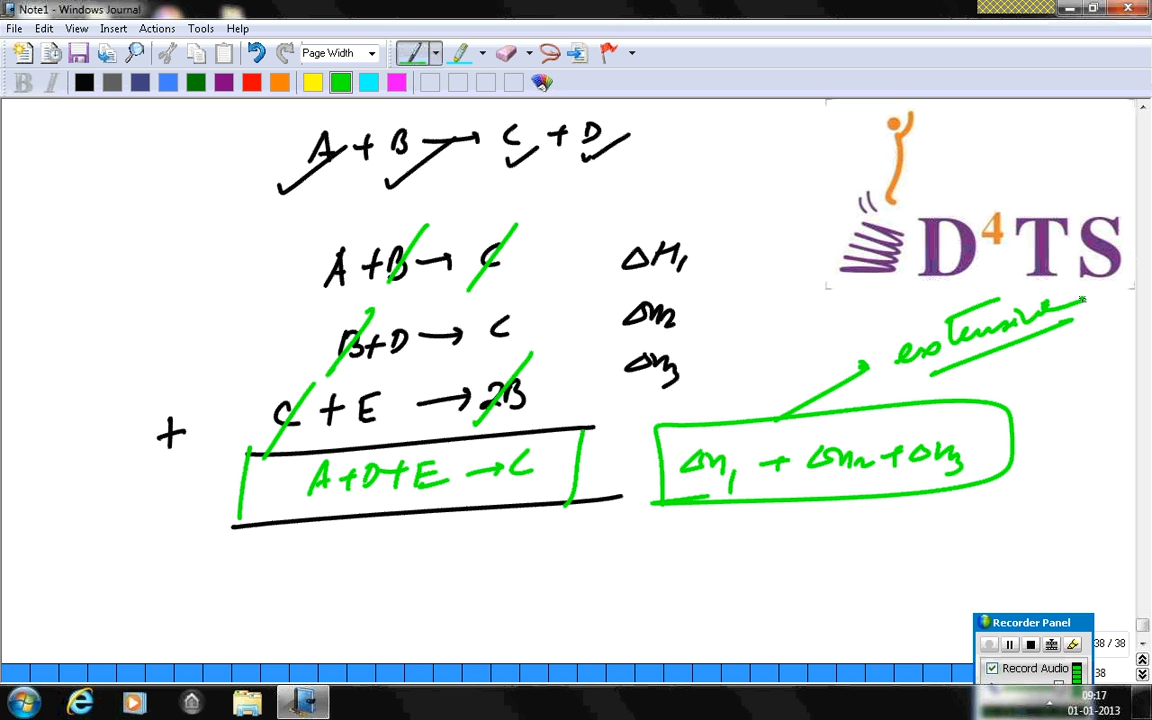 Note1 - Windows Journal
File Edit View Insert Actions Tools Help
Page Width
B I
A + B → C + D
D4TS
A + B → C ΔH₁
B + D → C ΔH₂
C + E → 2B ΔH₃
extensive
+
A + D + E → C ΔH₁ + ΔH₂ + ΔH₃
Recorder Panel
38 / 38
Record Audio
38
09:17
01-01-2013